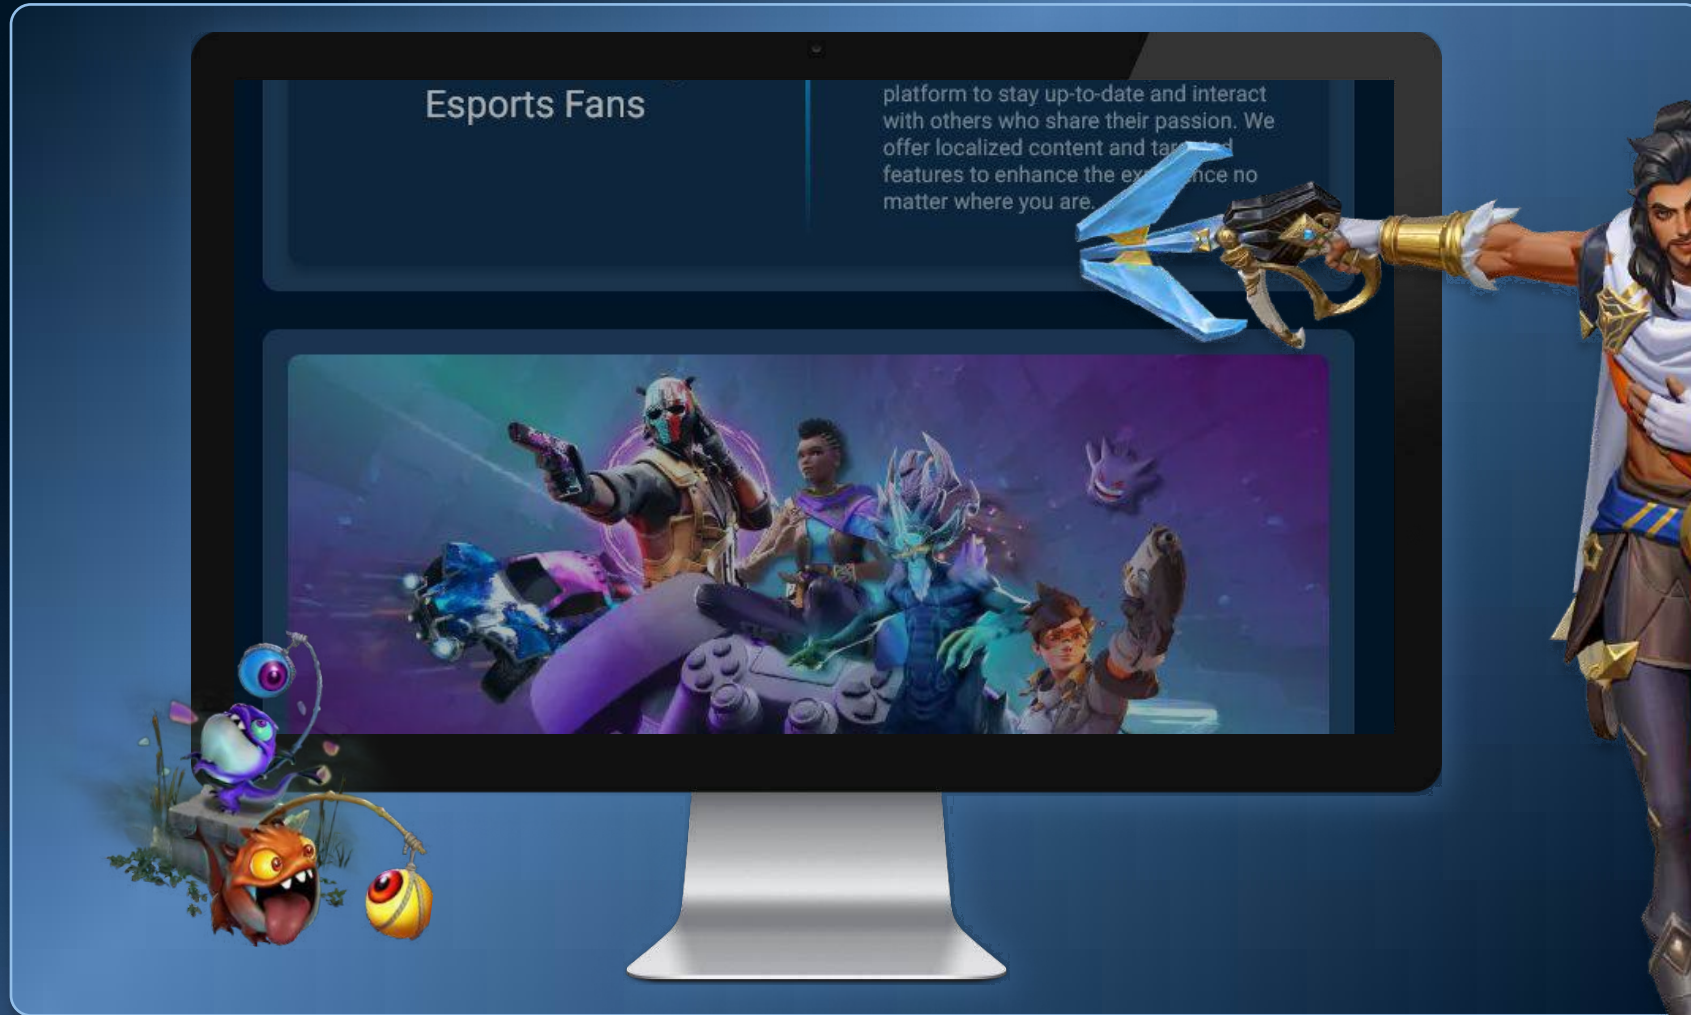 Esports Fans
platform to stay up-to-date and interact
with others who share their passion. We
offer localized content and
features to enhance the no
matter where you are.